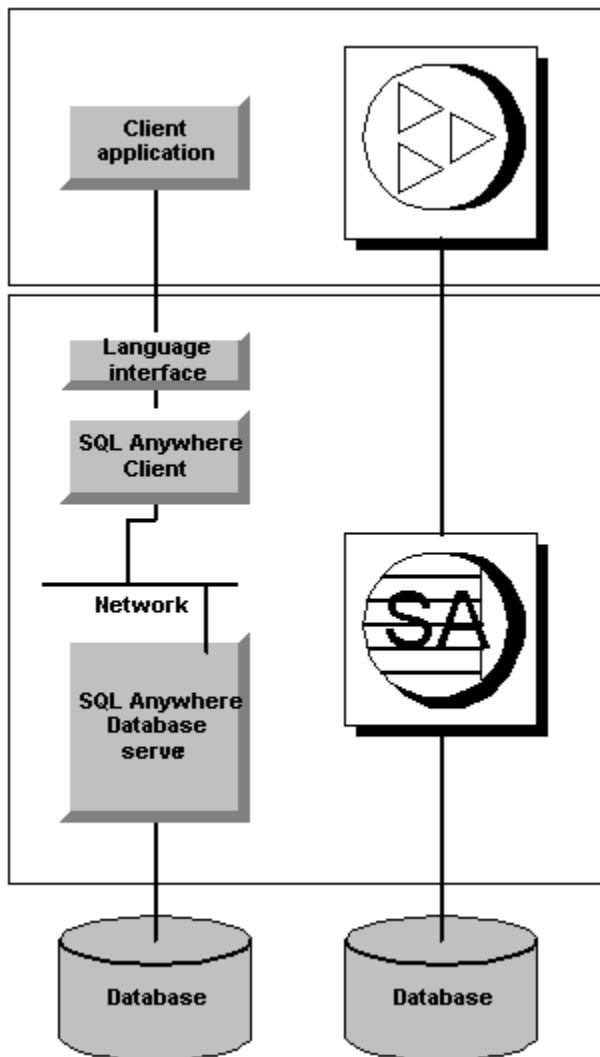 Client
application
Language
interface
SQL Anywhere
Client
Network
SA
SQL Anywhere
Database
serve
Database
Database